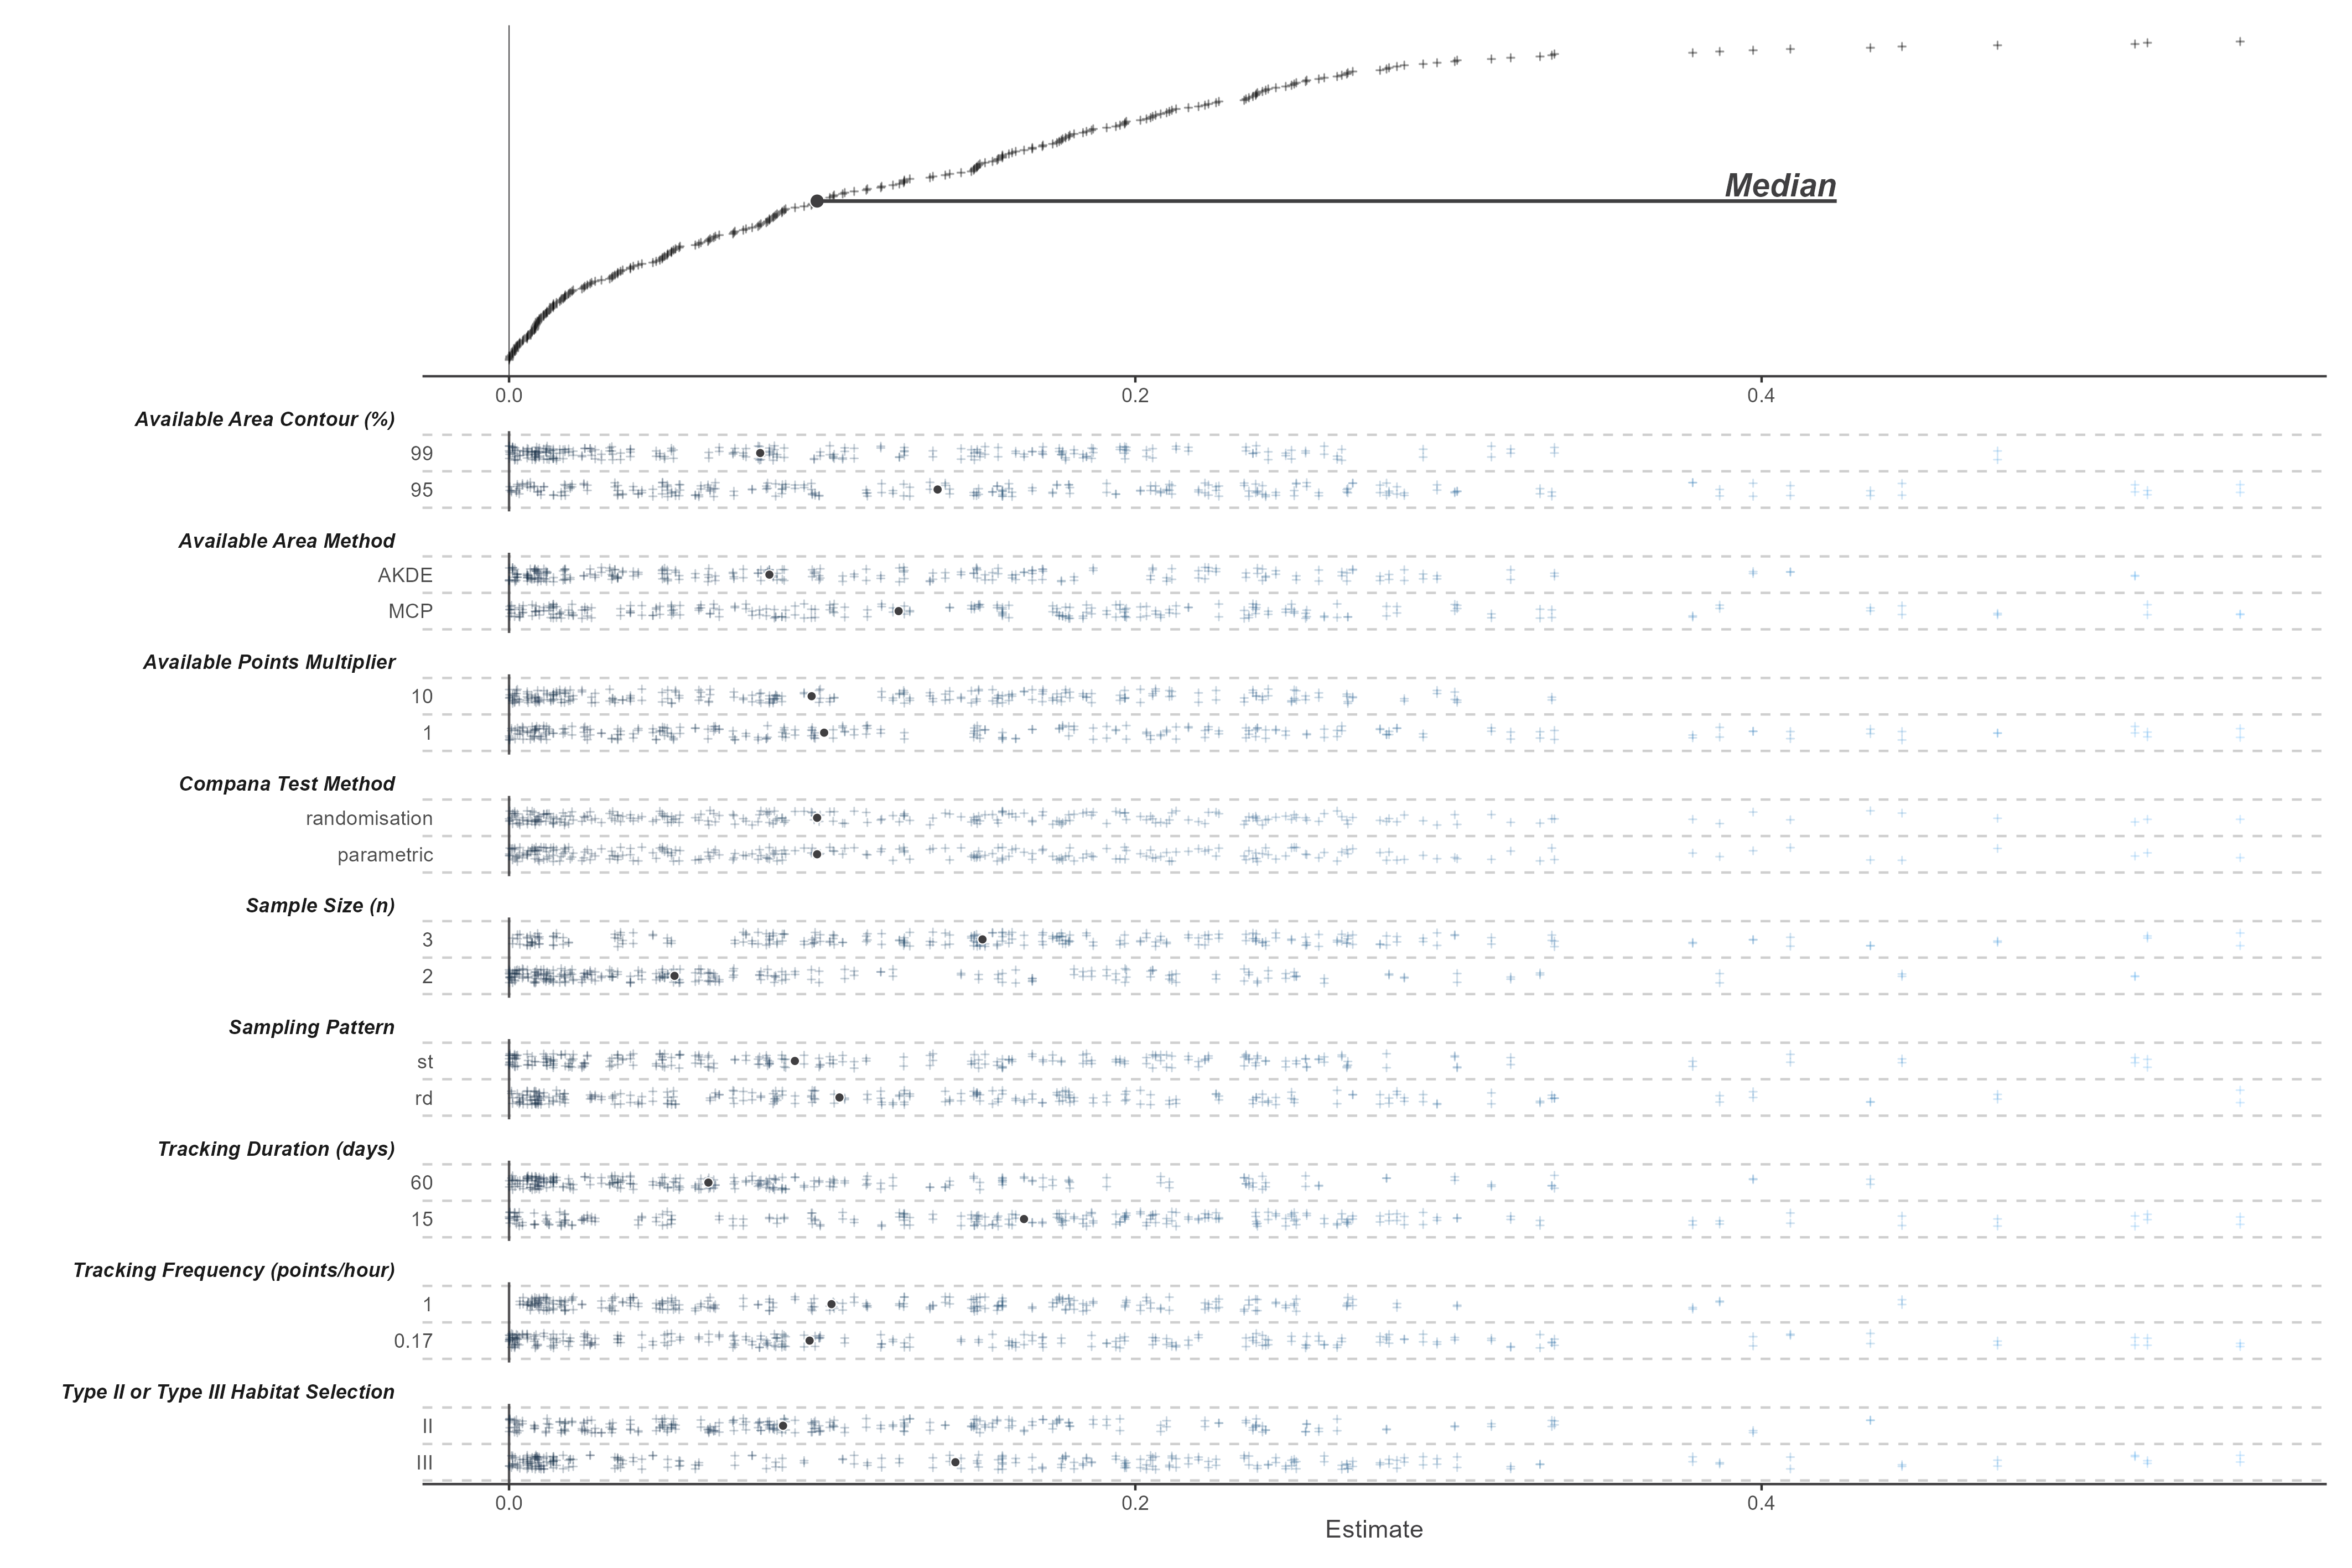 Median
0.0 0.2 0.4
Available Area Contour (%)
99
95
Available Area Method
AKDE
MCP
Available Points Multiplier
10
1
Compana Test Method
randomisation
parametric
Sample Size (n)
3
2
Sampling Pattern
st
rd
Tracking Duration (days)
60
15
Tracking Frequency (points/hour)
1
0.17
Type II or Type III Habitat Selection
II
III
0.0 0.2 0.4
Estimate